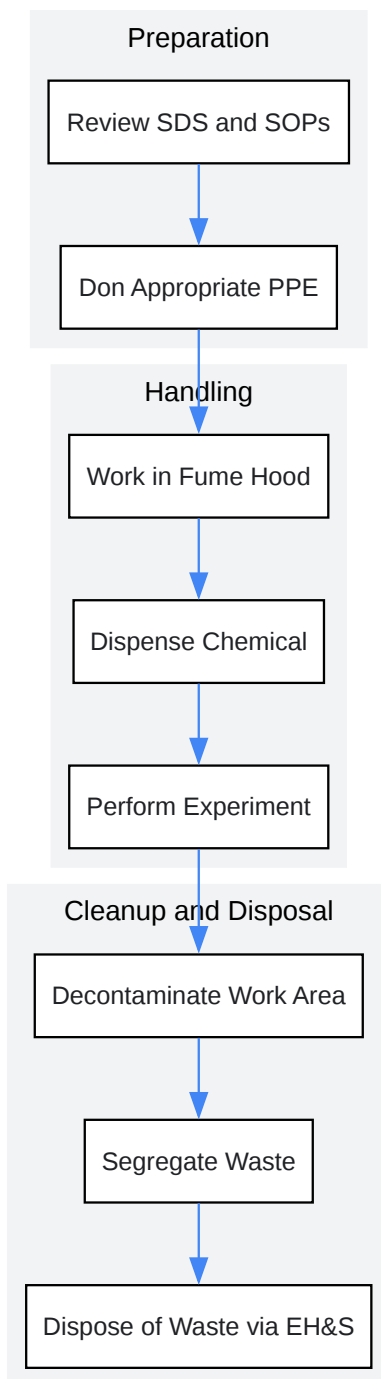 Preparation
Review SDS and SOPs
Don Appropriate PPE
Handling
Work in Fume Hood
Dispense Chemical
Perform Experiment
Cleanup and Disposal
Decontaminate Work Area
Segregate Waste
Dispose of Waste via EH&S